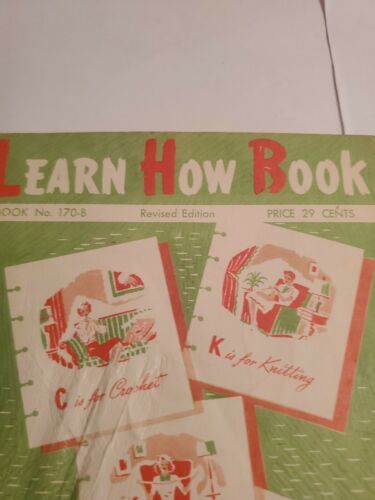 LEARN HOW BOOK
BOOK No. 170-B Revised Edition PRICE 29 CENTS
K is for Knitting
C is for Crochet